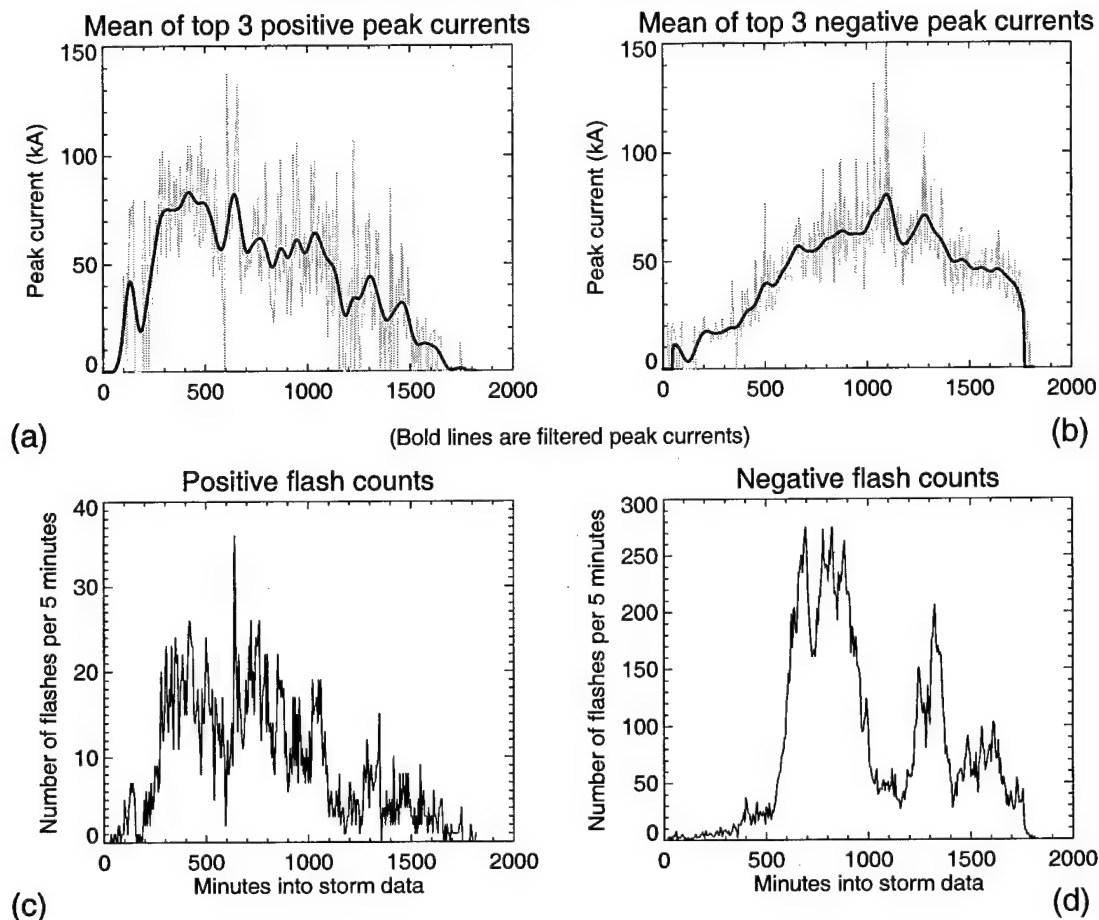 Mean of top 3 positive peak currents
150
100
50
0
Peak current (kA)
0 500 1000 1500 2000
(a)
Mean of top 3 negative peak currents
150
100
50
0
Peak current (kA)
0 500 1000 1500 2000
(b)
(Bold lines are filtered peak currents)
Positive flash counts
40
30
20
10
0
Number of flashes per 5 minutes
0 500 1000 1500 2000
Minutes into storm data
(c)
Negative flash counts
300
250
200
150
100
50
0
Number of flashes per 5 minutes
0 500 1000 1500 2000
Minutes into storm data
(d)